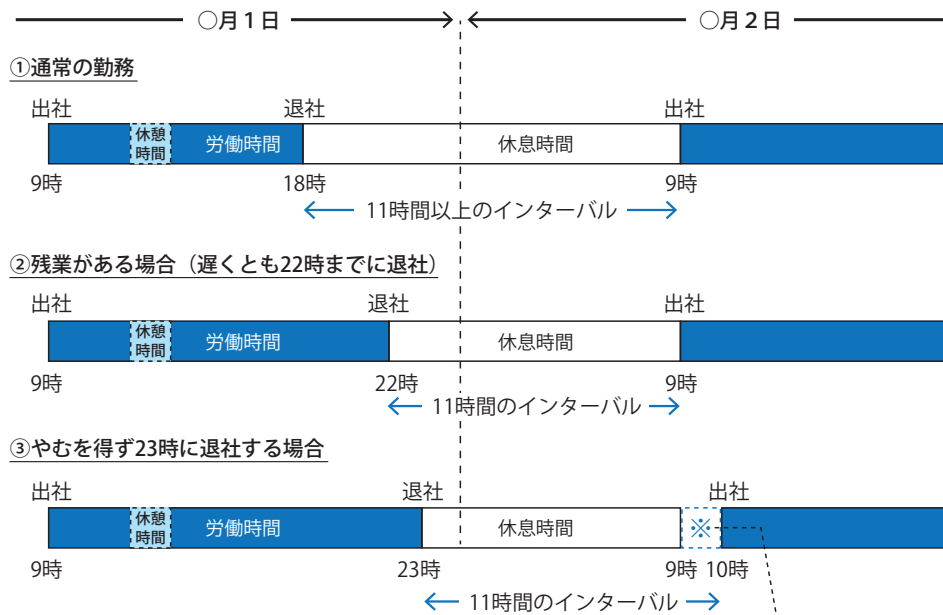 ○月1日 ○月2日
①通常の勤務
出社 退社 出社
休憩
時間
労働時間 休息時間
9時 18時 9時
11時間以上のインターバル
②残業がある場合（遅くとも22時までに退社）
出社 退社 出社
休憩
時間
労働時間 休息時間
9時 22時 9時
11時間のインターバル
③やむを得ず23時に退社する場合
出社 退社 出社
休憩
時間
労働時間 休息時間 ※
9時 23時 9時 10時
11時間のインターバル